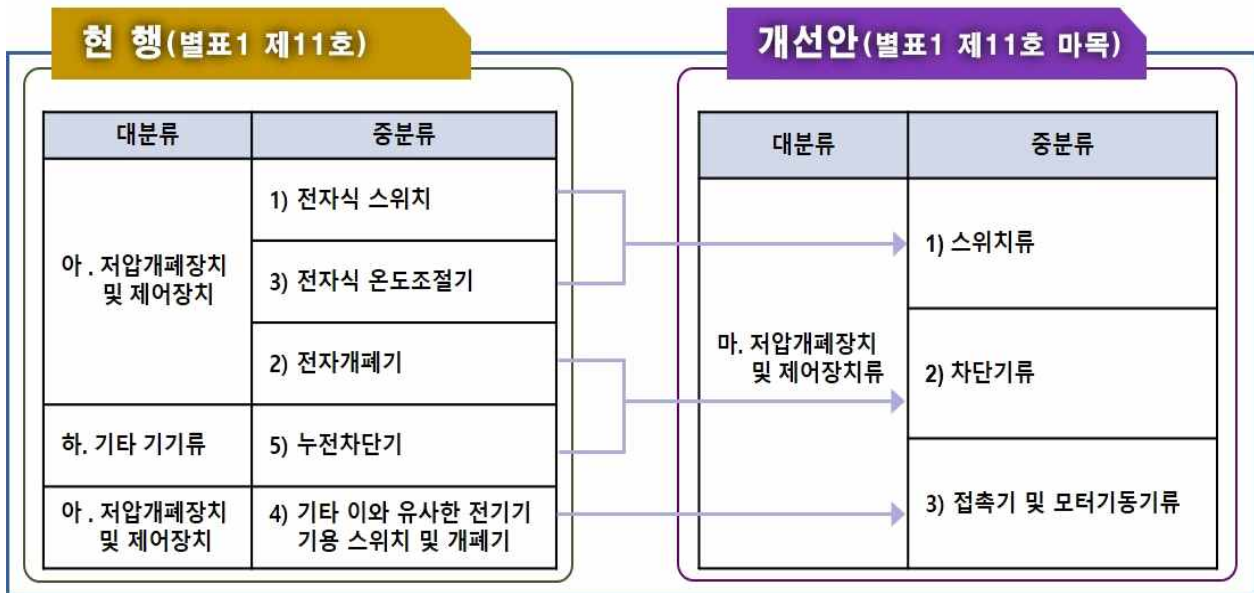 현 행(별표1 제11호)
대분류
중분류
아. 저압개폐장치
및 제어장치
1) 전자식 스위치
3) 전자식 온도조절기
2) 전자개폐기
하. 기타 기기류
5) 누전차단기
아. 저압개폐장치
및 제어장치
4) 기타 이와 유사한 전기기
기용 스위치 및 개폐기
개선안(별표1 제11호 마목)
대분류
중분류
마. 저압개폐장치
및 제어장치류
1) 스위치류
2) 차단기류
3) 접촉기 및 모터기동기류